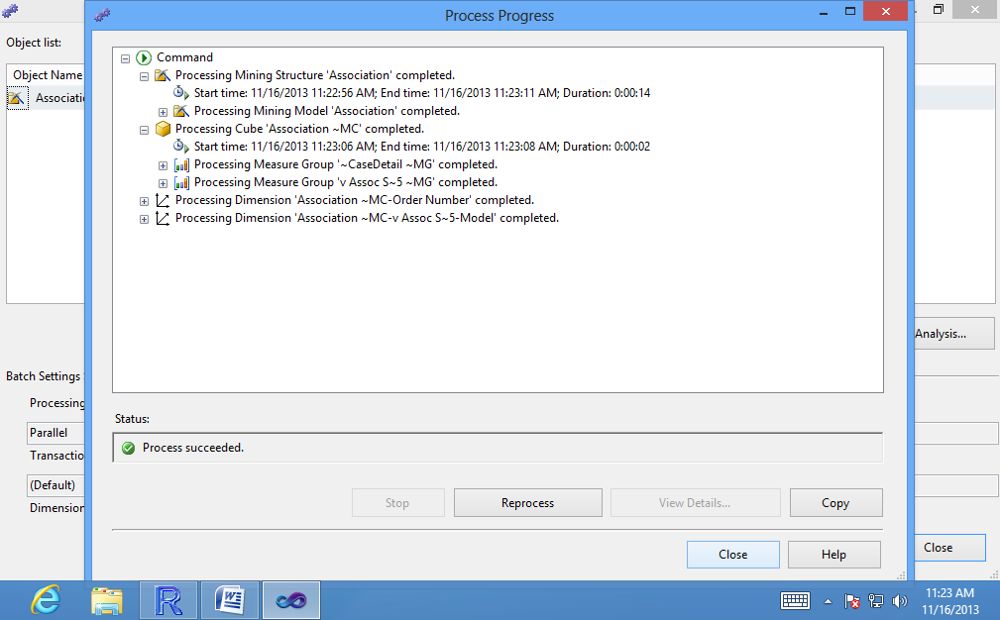 Process Progress
Object list:
Object Name
Associatio
Command
Processing Mining Structure 'Association' completed.
Start time: 11/16/2013 11:22:56 AM; End time: 11/16/2013 11:23:11 AM; Duration: 0:00:14
Processing Mining Model 'Association' completed.
Processing Cube 'Association ~MC' completed.
Start time: 11/16/2013 11:23:06 AM; End time: 11/16/2013 11:23:08 AM; Duration: 0:00:02
Processing Measure Group '~CaseDetail ~MG' completed.
Processing Measure Group 'v Assoc S~5 ~MG' completed.
Processing Dimension 'Association ~MC-Order Number' completed.
Processing Dimension 'Association ~MC-v Assoc S~5-Model' completed.
Analysis...
Batch Settings
Processing
Parallel
Transactio
(Default)
Dimension
Status:
Process succeeded.
Stop
Reprocess
View Details...
Copy
Close
Help
Close
11:23 AM
11/16/2013